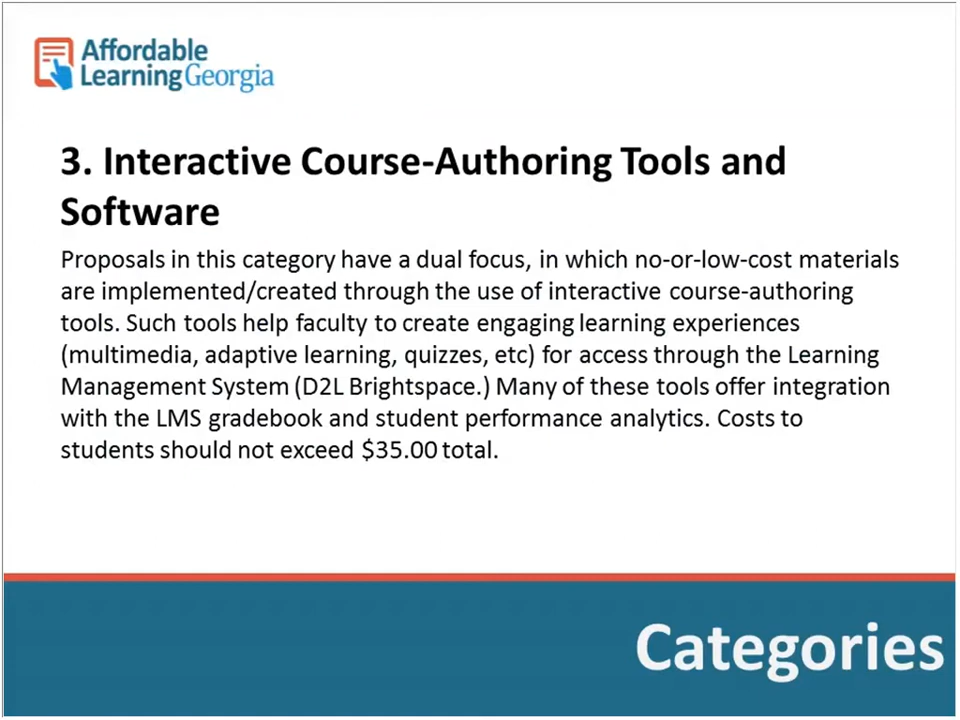 Affordable
LearningGeorgia
3. Interactive Course-Authoring Tools and
Software
Proposals in this category have a dual focus, in which no-or-low-cost materials
are implemented/created through the use of interactive course-authoring
tools. Such tools help faculty to create engaging learning experiences
(multimedia, adaptive learning, quizzes, etc) for access through the Learning
Management System (D2L Brightspace.) Many of these tools offer integration
with the LMS gradebook and student performance analytics. Costs to
students should not exceed $35.00 total.
Categories